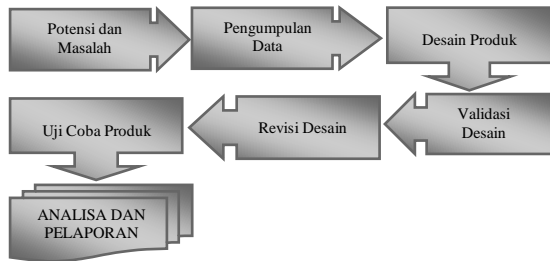 Potensi dan
Masalah
Pengumpulan
Data
Desain Produk
Validasi
Desain
Revisi Desain
Uji Coba Produk
ANALISA DAN
PELAPORAN